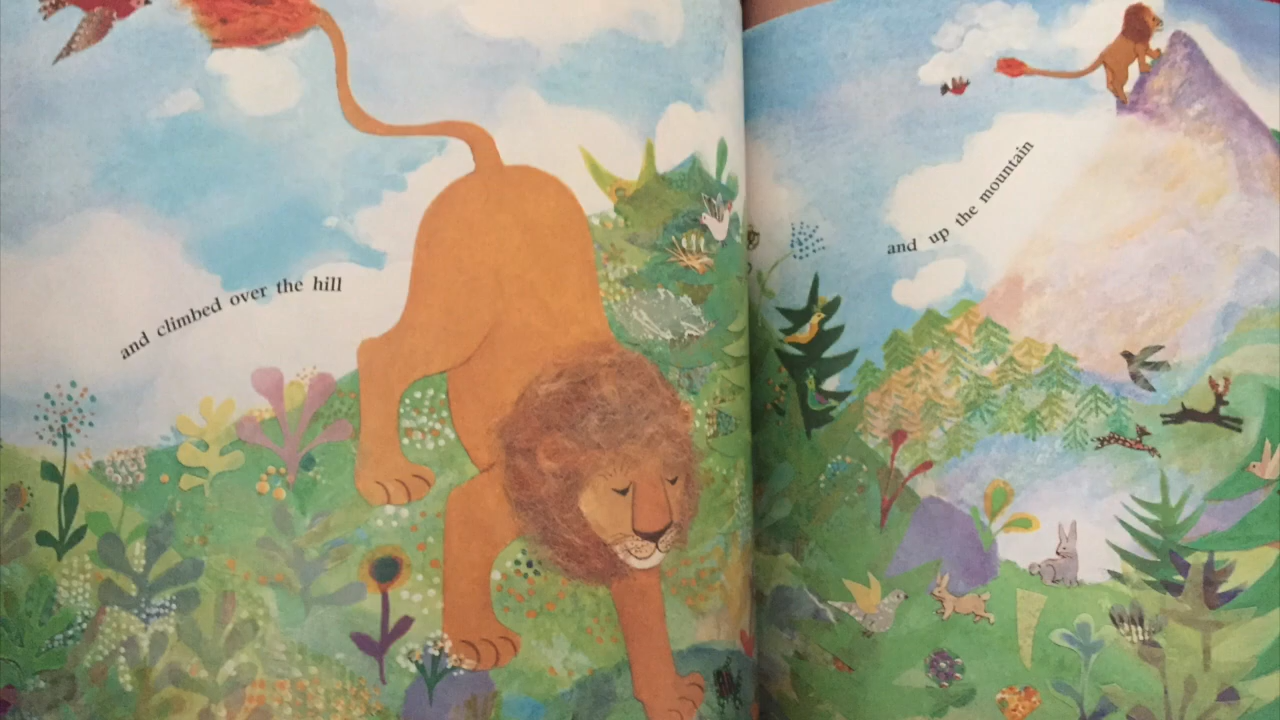 and climbed over the hill
and up the mountain